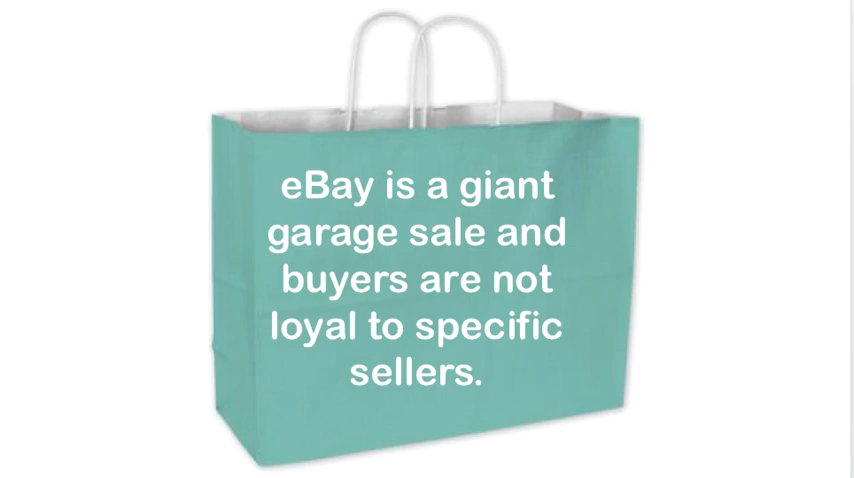 eBay is a giant
garage sale and
buyers are not
loyal to specific
sellers.